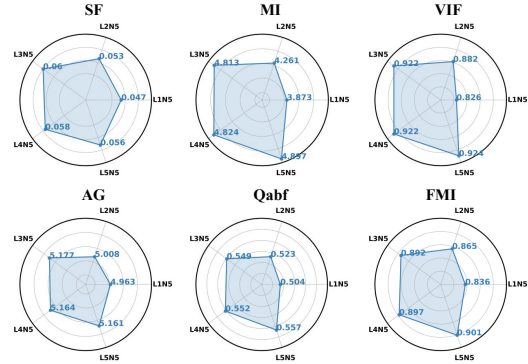 SF
L2N5
L3N5
0.053
0.06
0.047
L1N5
0.058
0.056
L4N5
L5N5
MI
L2N5
L3N5
4.813
4.261
3.873
L1N5
4.824
4.897
L4N5
L5N5
VIF
L2N5
L3N5
0.922
0.882
0.826
L1N5
0.922
0.924
L4N5
L5N5
AG
L2N5
L3N5
5.177
5.008
4.963
L1N5
5.164
5.161
L4N5
L5N5
Qabf
L2N5
L3N5
0.549
0.523
0.504
L1N5
0.552
0.557
L4N5
L5N5
FMI
L2N5
L3N5
0.892
0.865
0.836
L1N5
0.897
0.901
L4N5
L5N5